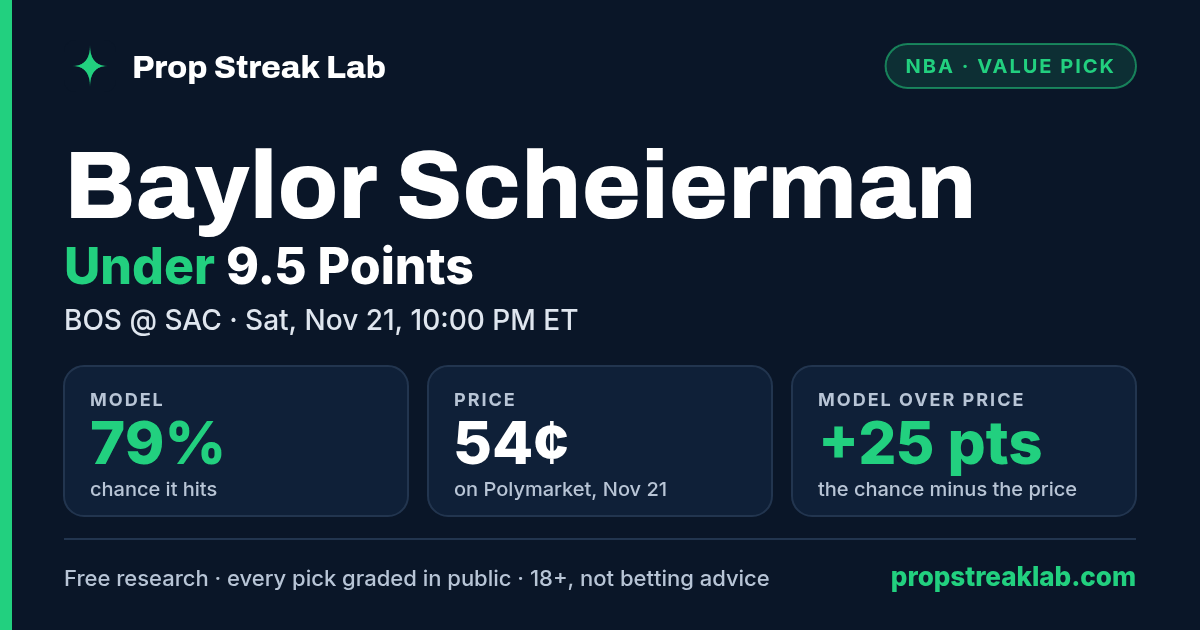 Prop Streak Lab
NBA · VALUE PICK
Baylor Scheierman
Under 9.5 Points
BOS @ SAC · Sat, Nov 21, 10:00 PM ET
MODEL
79%
chance it hits
PRICE
54¢
on Polymarket, Nov 21
MODEL OVER PRICE
+25 pts
the chance minus the price
Free research · every pick graded in public · 18+, not betting advice
propstreaklab.com